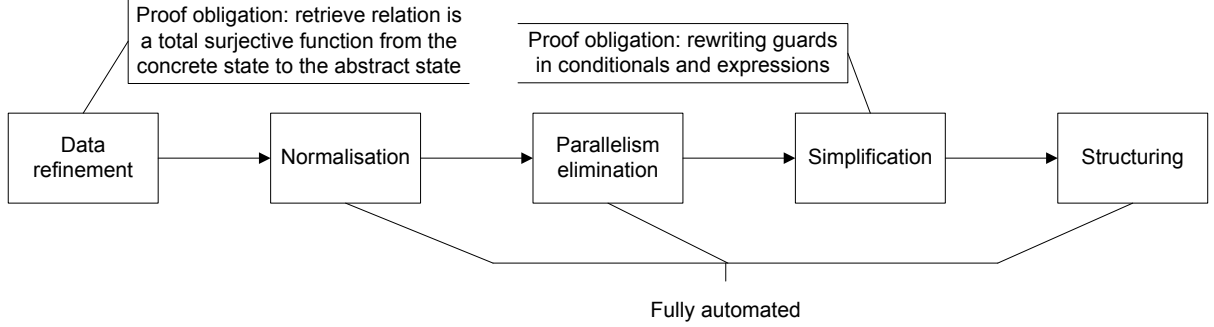 Proof obligation: retrieve relation is
a total surjective function from the
concrete state to the abstract state
Proof obligation: rewriting guards
in conditionals and expressions
Data
refinement
Normalisation
Parallelism
elimination
Simplification
Structuring
Fully automated